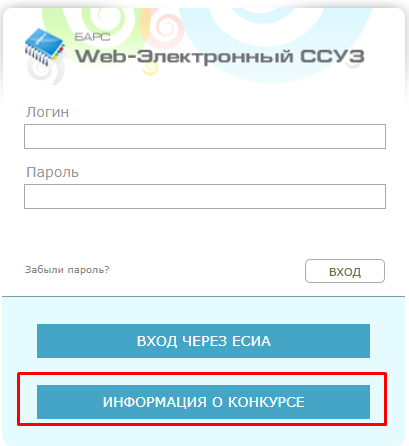 БАРС
Web-Электронный ССУЗ
Логин
Пароль
Забыли пароль?
ВХОД
ВХОД ЧЕРЕЗ ЕСИА
ИНФОРМАЦИЯ О КОНКУРСЕ